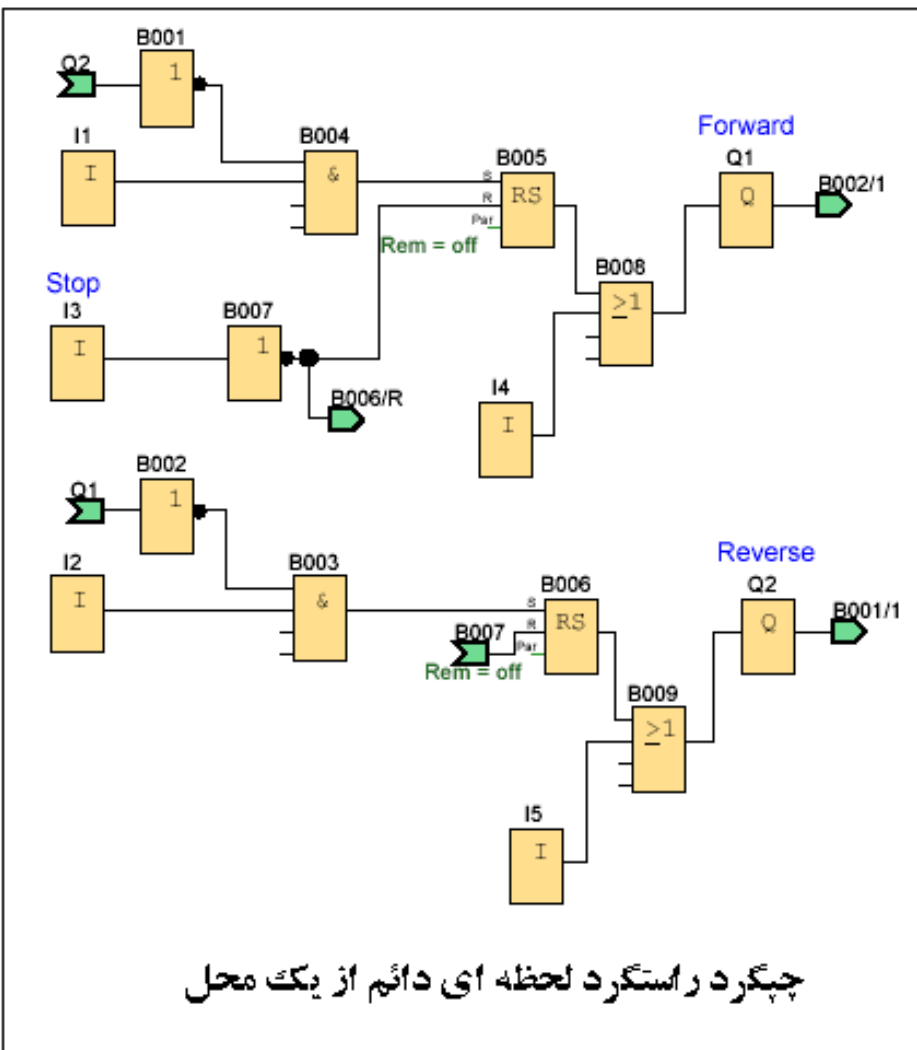 B001
Q2
1
I1
B004
Forward
I
&
B005
Q1
S
R
RS
Q
B002/1
Par
Rem = off
Stop
B008
I3
B007
≥1
I
1
I4
B006/R
I
B002
Q1
1
Reverse
I2
B003
B006
Q2
I
&
S
RS
Q
B001/1
B007
R
Par
Rem = off
B009
≥1
I5
I
چپگرد راستگرد لحظه ای دائم از یک محل